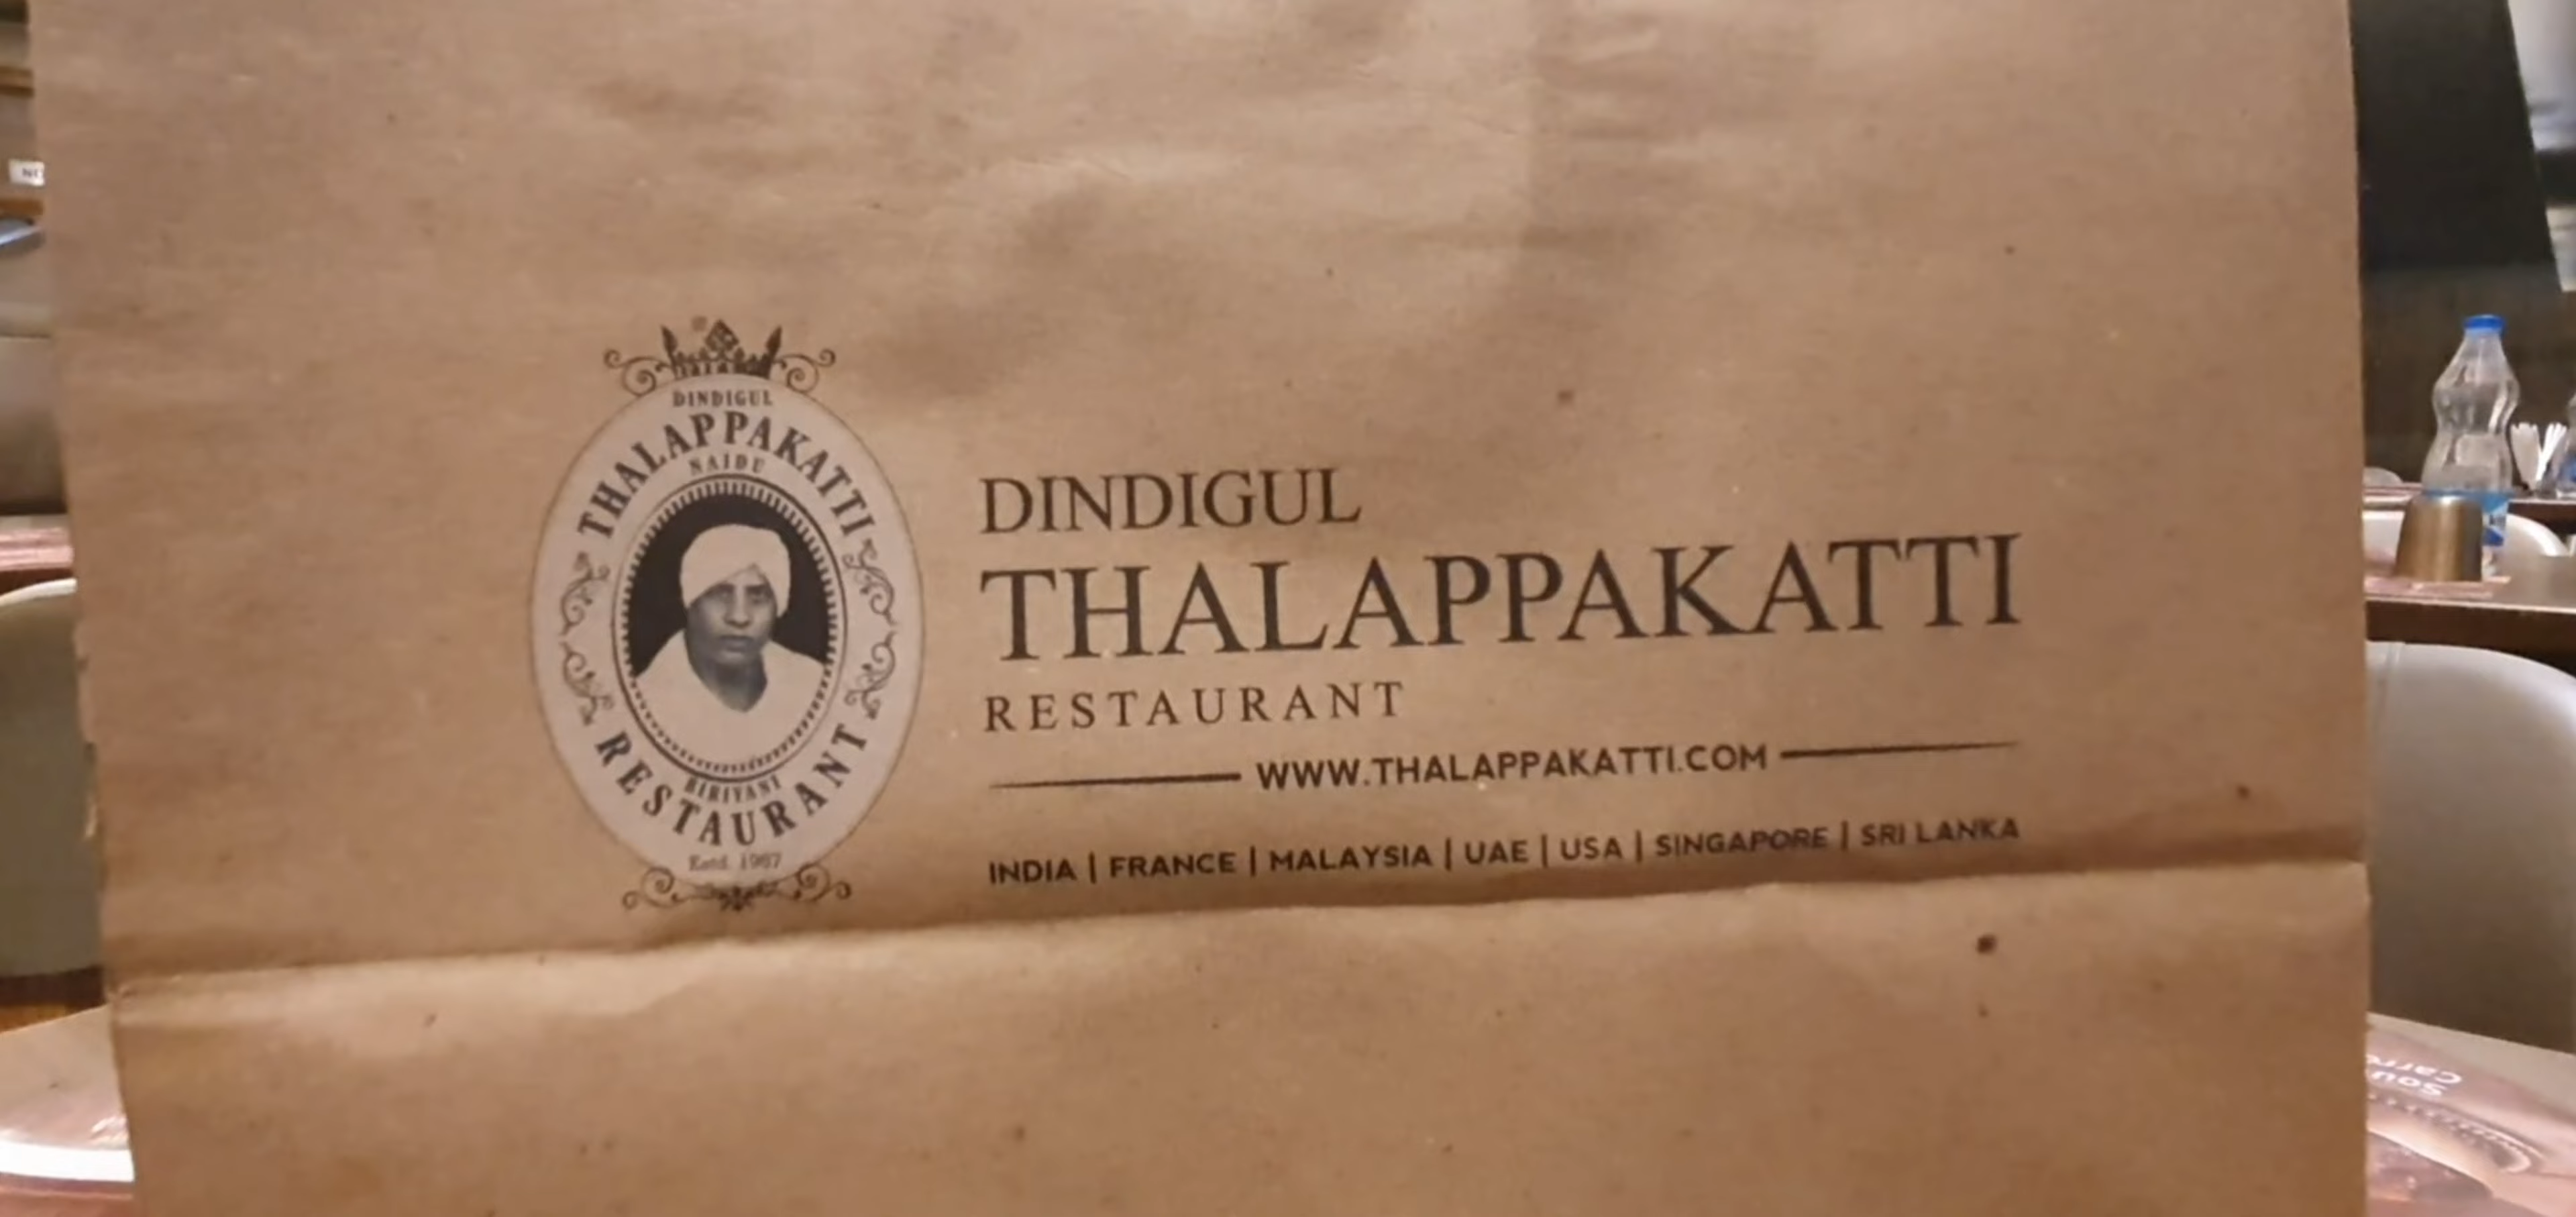 DINDIGUL
THALAPPAKATTI
NAIDU
BIRIYANI
RESTAURANT
Estd. 1957
DINDIGUL
THALAPPAKATTI
RESTAURANT
WWW.THALAPPAKATTI.COM
INDIA | FRANCE | MALAYSIA | UAE | USA | SINGAPORE | SRI LANKA